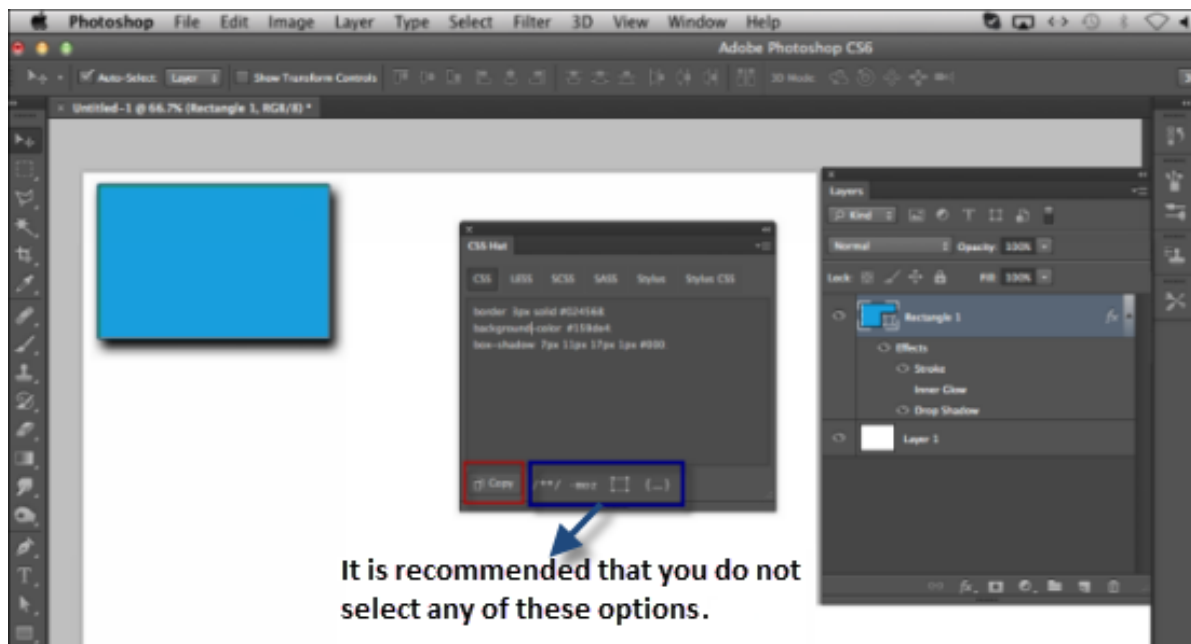 Photoshop File Edit Image Layer Type Select Filter 3D View Window Help
Adobe Photoshop CS6
Auto-Select: Layer Show Transform Controls 3D Mode:
Untitled-1 @ 66.7% (Rectangle 1, RGB/8) *
Layers
Kind
Normal Opacity: 100%
Lock: Fill: 100%
Rectangle 1 fx
Effects
Stroke
Inner Glow
Drop Shadow
Layer 1
fx
CSS Hat
CSS LESS SCSS SASS Stylus Stylus CSS
border 3px solid #024568
background-color #159de4
box-shadow 7px 11px 17px 1px #000
Copy /**/ -moz {...}
It is recommended that you do not
select any of these options.